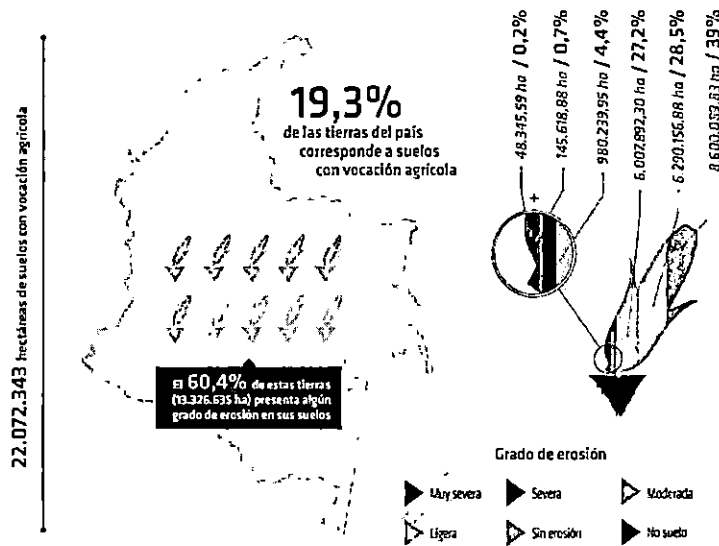 22.072.343 hectáreas de suelos con vocación agrícola
19,3%
de las tierras del país
corresponde a suelos
con vocación agrícola
El 60,4% de estas tierras
(13.326.635 ha) presenta algún
grado de erosión en sus suelos
48.345,59 ha / 0,2%
145.618,88 ha / 0,7%
980.239,95 ha / 4,4%
6.002.892,30 ha / 27,2%
6.290.156,88 ha / 28,5%
ha / 39%
+
Grado de erosión
Muy severa
Severa
Moderada
Ligera
Sin erosión
No suelo